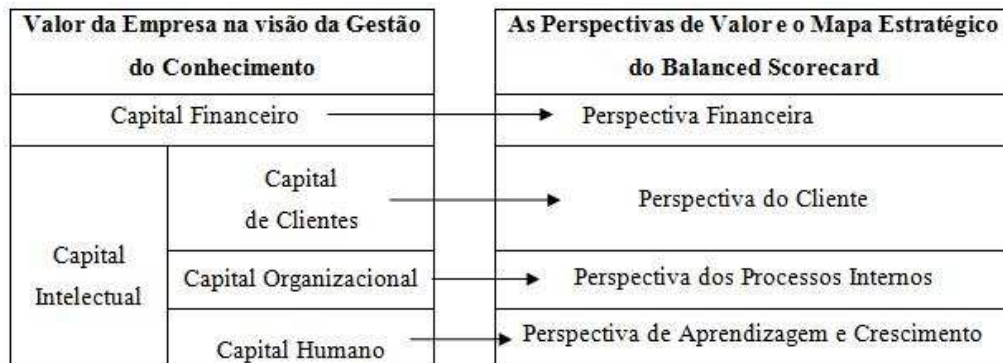 Valor da Empresa na visão da Gestão
do Conhecimento
As Perspectivas de Valor e o Mapa Estratégico
do Balanced Scorecard
Capital Financeiro
Perspectiva Financeira
Capital
Intelectual
Capital
de Clientes
Perspectiva do Cliente
Capital Organizacional
Perspectiva dos Processos Internos
Capital Humano
Perspectiva de Aprendizagem e Crescimento